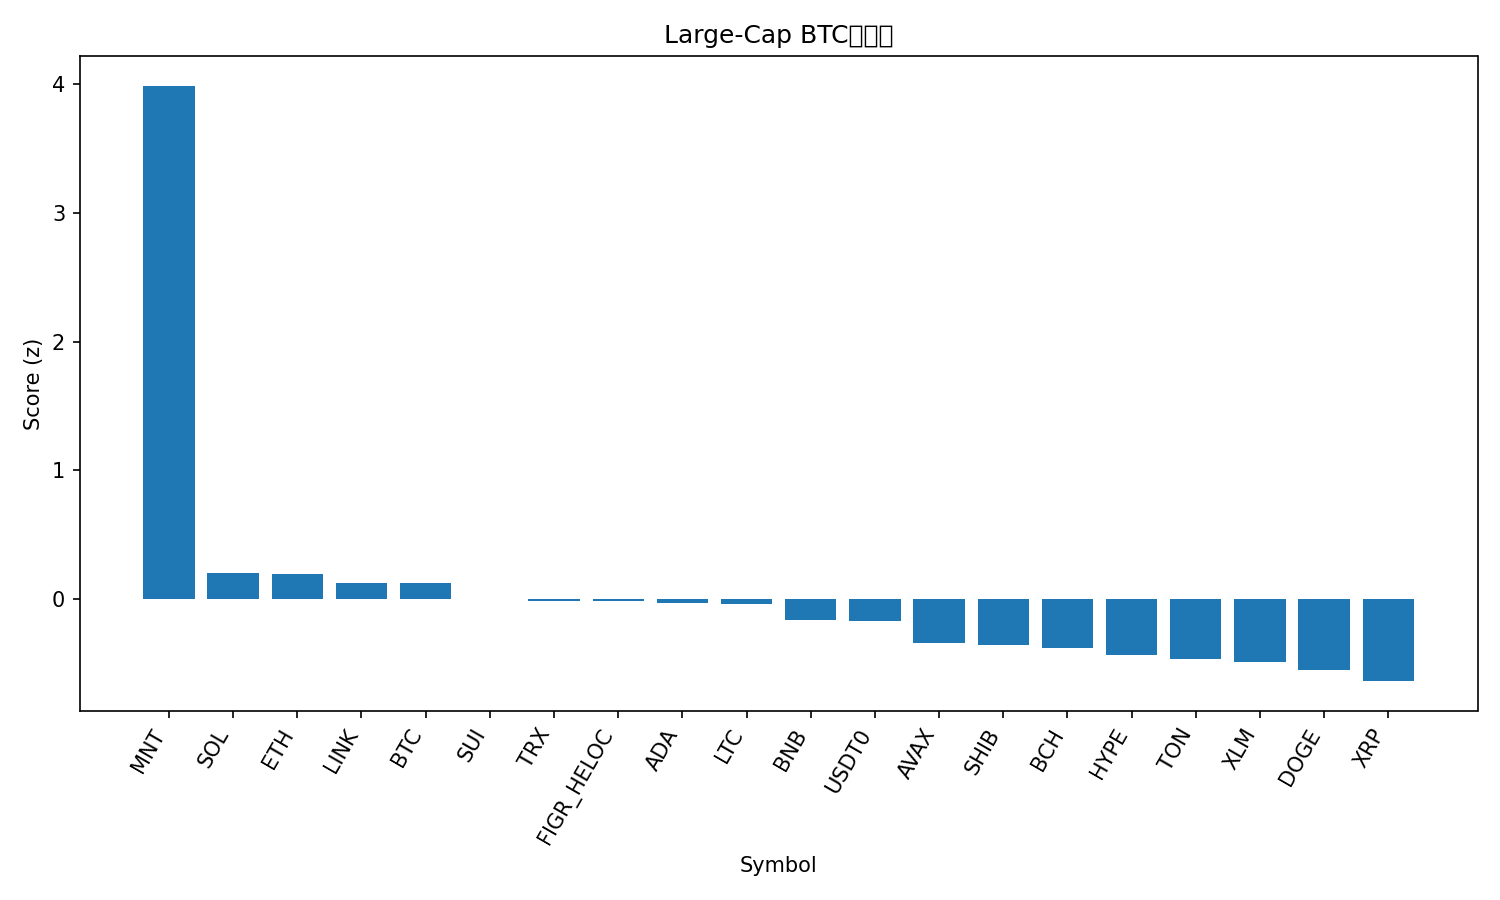 Large-Cap BTC
4
3
2
1
0
Score (z)
MNT
SOL
ETH
LINK
BTC
SUI
TRX
FIGR_HELOC
ADA
LTC
BNB
USDT0
AVAX
SHIB
BCH
HYPE
TON
XLM
DOGE
XRP
Symbol